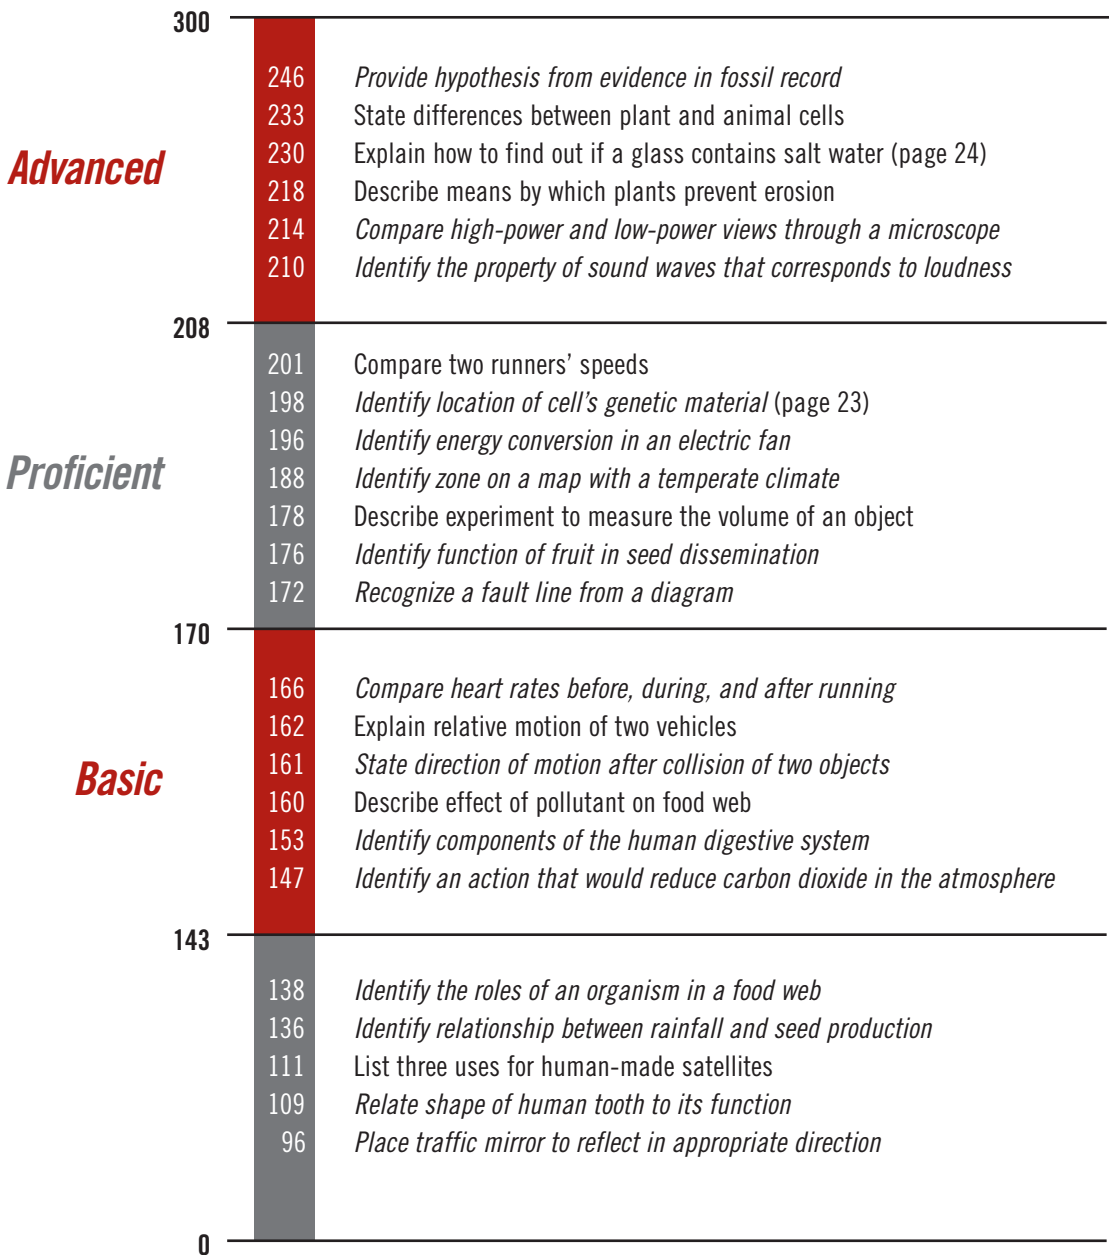 300
246 Provide hypothesis from evidence in fossil record
233 State differences between plant and animal cells
Advanced
230 Explain how to find out if a glass contains salt water (page 24)
218 Describe means by which plants prevent erosion
214 Compare high-power and low-power views through a microscope
210 Identify the property of sound waves that corresponds to loudness
208
201 Compare two runners’ speeds
198 Identify location of cell’s genetic material (page 23)
196 Identify energy conversion in an electric fan
Proficient
188 Identify zone on a map with a temperate climate
178 Describe experiment to measure the volume of an object
176 Identify function of fruit in seed dissemination
172 Recognize a fault line from a diagram
170
166 Compare heart rates before, during, and after running
162 Explain relative motion of two vehicles
161 State direction of motion after collision of two objects
Basic
160 Describe effect of pollutant on food web
153 Identify components of the human digestive system
147 Identify an action that would reduce carbon dioxide in the atmosphere
143
138 Identify the roles of an organism in a food web
136 Identify relationship between rainfall and seed production
111 List three uses for human-made satellites
109 Relate shape of human tooth to its function
96 Place traffic mirror to reflect in appropriate direction
0